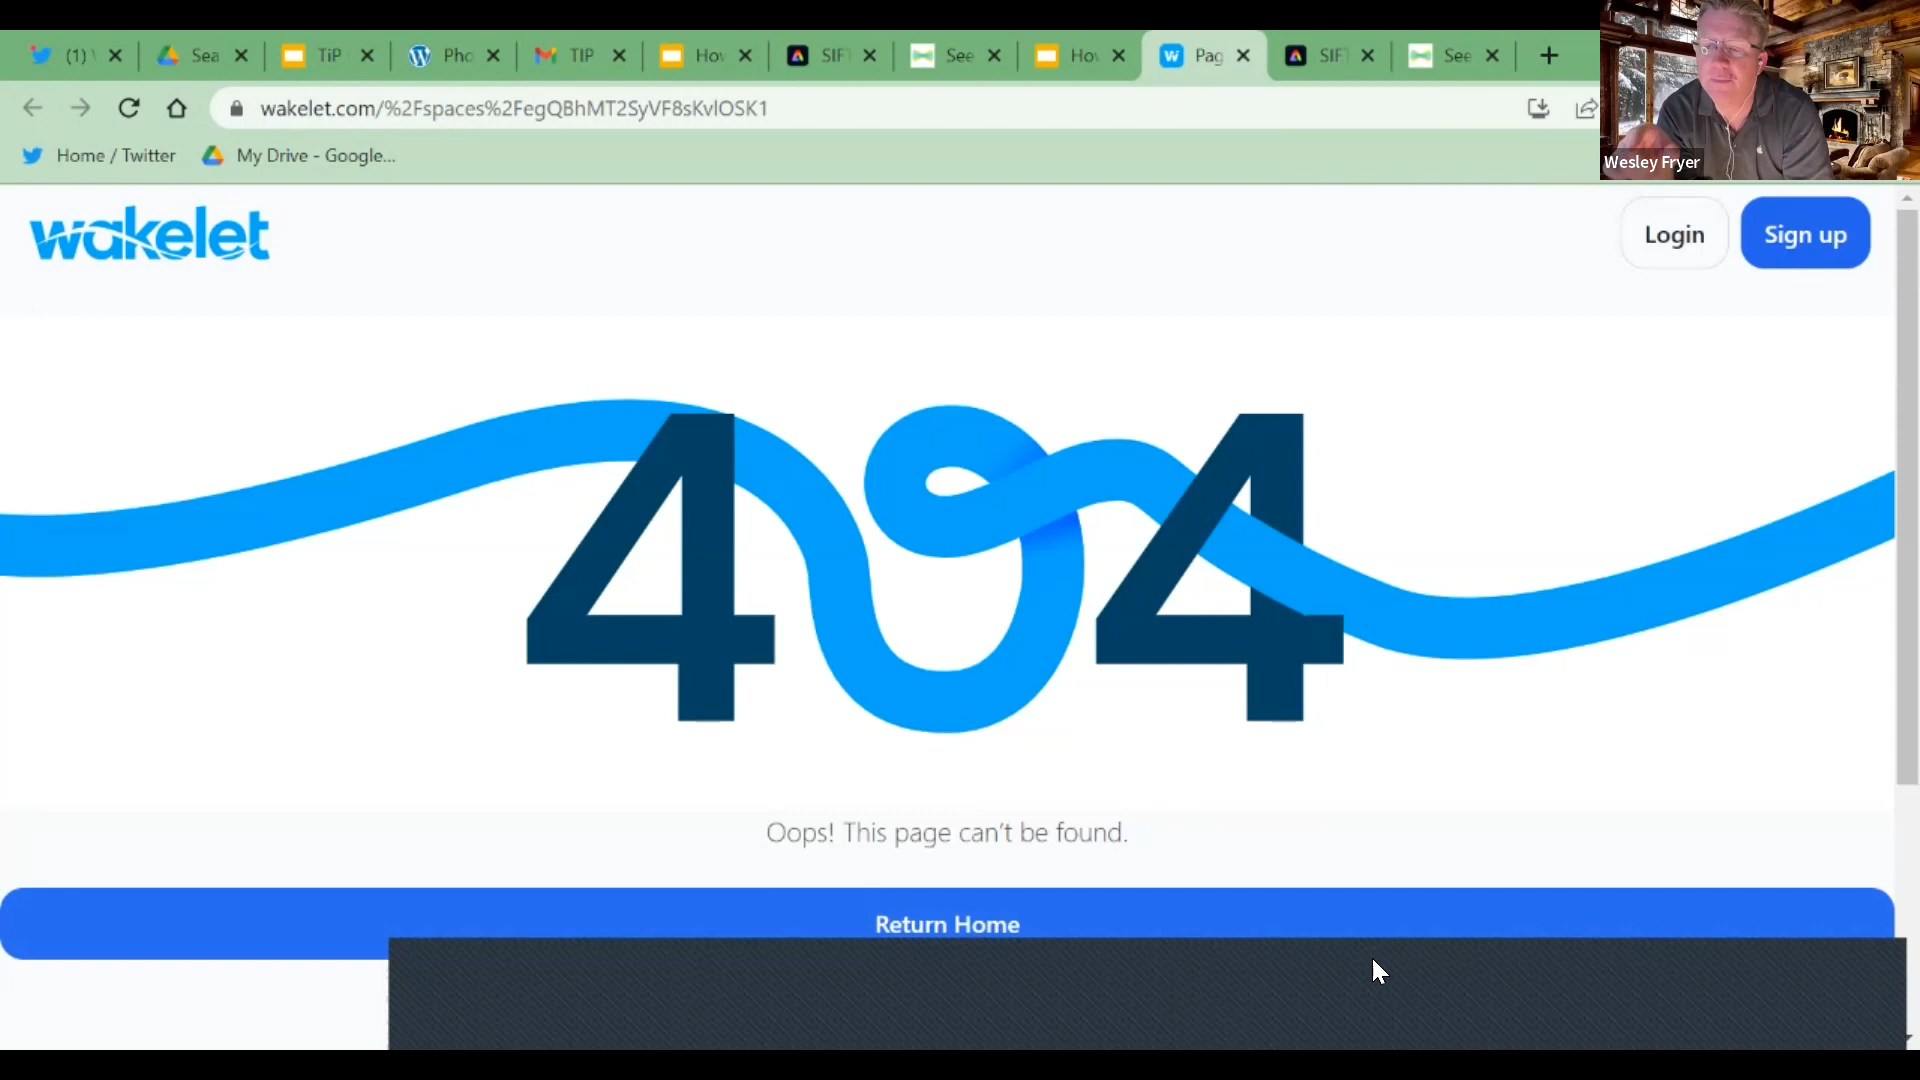 (1)
Sea
TiP
Pho
TIP
Hov
SIF
See
Hov
Pag
SIF
See
wakelet.com/%2Fspaces%2FegQBhMT2SyVF8sKvlOSK1
Home / Twitter
My Drive - Google...
Wesley Fryer
wakelet
Login
Sign up
404
Oops! This page can't be found.
Return Home